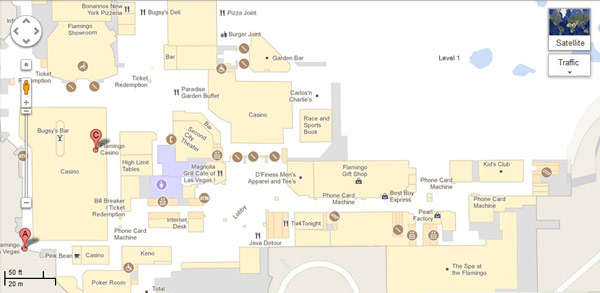 Bonannos New
York Pizzeria
Bugsy's Deli
Pizza Joint
Flamingo
Showroom
Burger Joint
Bar
Garden Bar
Level 1
Satellite
Traffic
Ticket
Redemption
Ticket
Redemption
Paradise
Garden Buffet
Carlos'n
Charlie's
Casino
Race and
Sports
Book
Bugsy's Bar
C
Flamingo
Casino
Casino
High Limit
Tables
Bar
Second
City
Theater
Magnolia
Grill Cafe of
Las Vegas
D'Finess Men's
Apparel and Tee's
Flamingo
Gift Shop
Kid's Club
Phone Card
Machine
Best Buy
Express
Phone Card
Machine
Bill Breaker
/ Ticket
Redemption
ATM
Lobby
Phone Card
Machine
Pearl
Factory
Internet
Desk
Phone Card
Machine
Tix4Tonight
A
Flamingo
Las Vegas
Java Detour
Pink Bean
Casino
Keno
Poker Room
Total
The Spa at
the Flamingo
50 ft
20 m